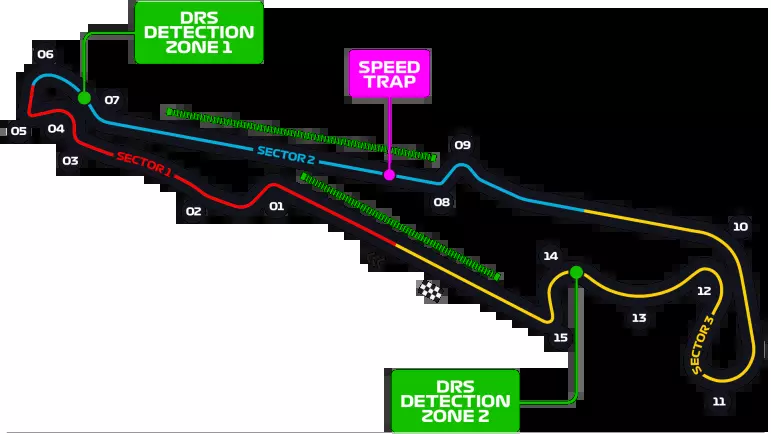 DRS
DETECTION
ZONE 1
06
SPEED
TRAP
07
05
04
03
SECTOR 1
SECTOR 2
09
08
02
01
10
14
12
13
15
SECTOR 3
11
DRS
DETECTION
ZONE 2